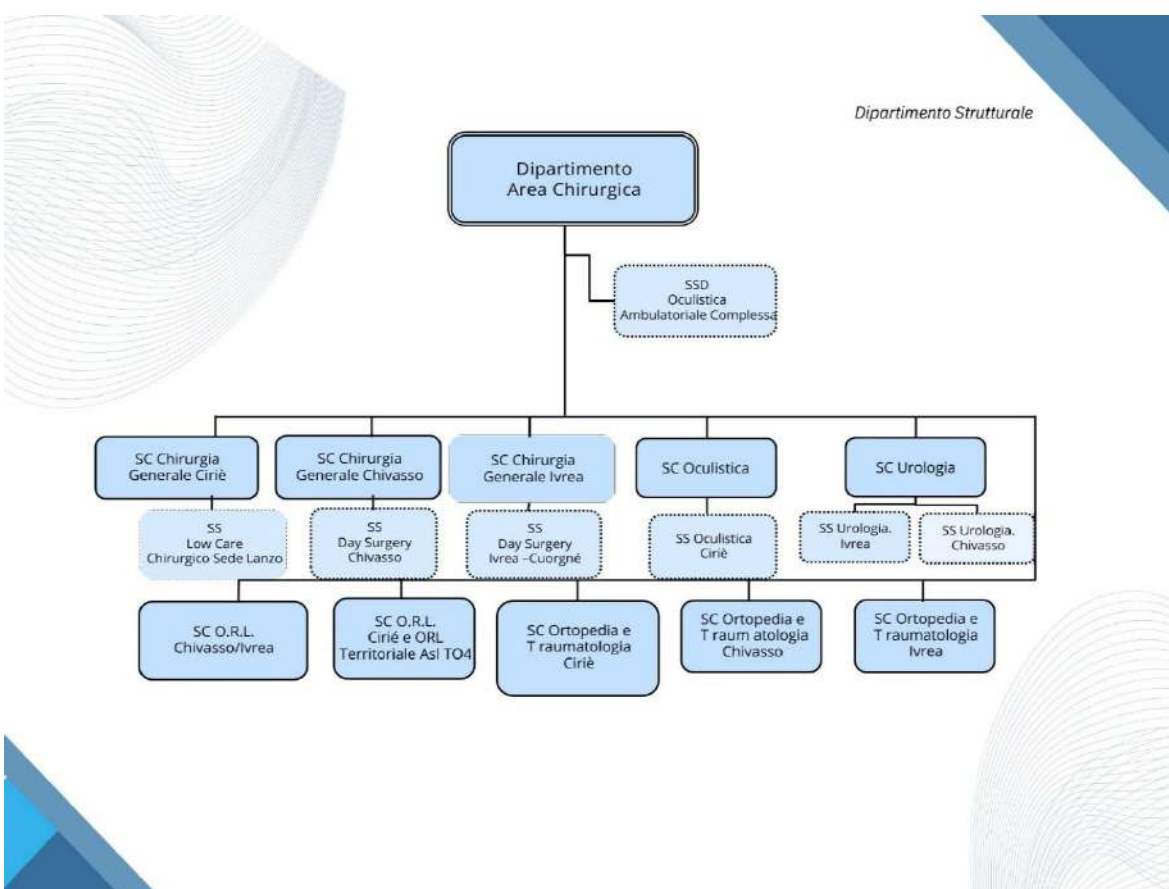 Dipartimento Strutturale
Dipartimento
Area Chirurgica
SSD
Oculistica
Ambulatoriale Complessa
SC Chirurgia
Generale Ciriè
SC Chirurgia
Generale Chivasso
SC Chirurgia
Generale Ivrea
SC Oculistica
SC Urologia
SS
Low Care
Chirurgico Sede Lanzo
SS
Day Surgery
Chivasso
SS
Day Surgery
Ivrea –Cuorgné
SS Oculistica
Ciriè
SS Urologia.
Ivrea
SS Urologia.
Chivasso
SC O.R.L.
Chivasso/Ivrea
SC O.R.L.
Cirié e ORL
Territoriale Asl TO4
SC Ortopedia e
T raumatologia
Ciriè
SC Ortopedia e
T raum atologia
Chivasso
SC Ortopedia e
T raumatologia
Ivrea